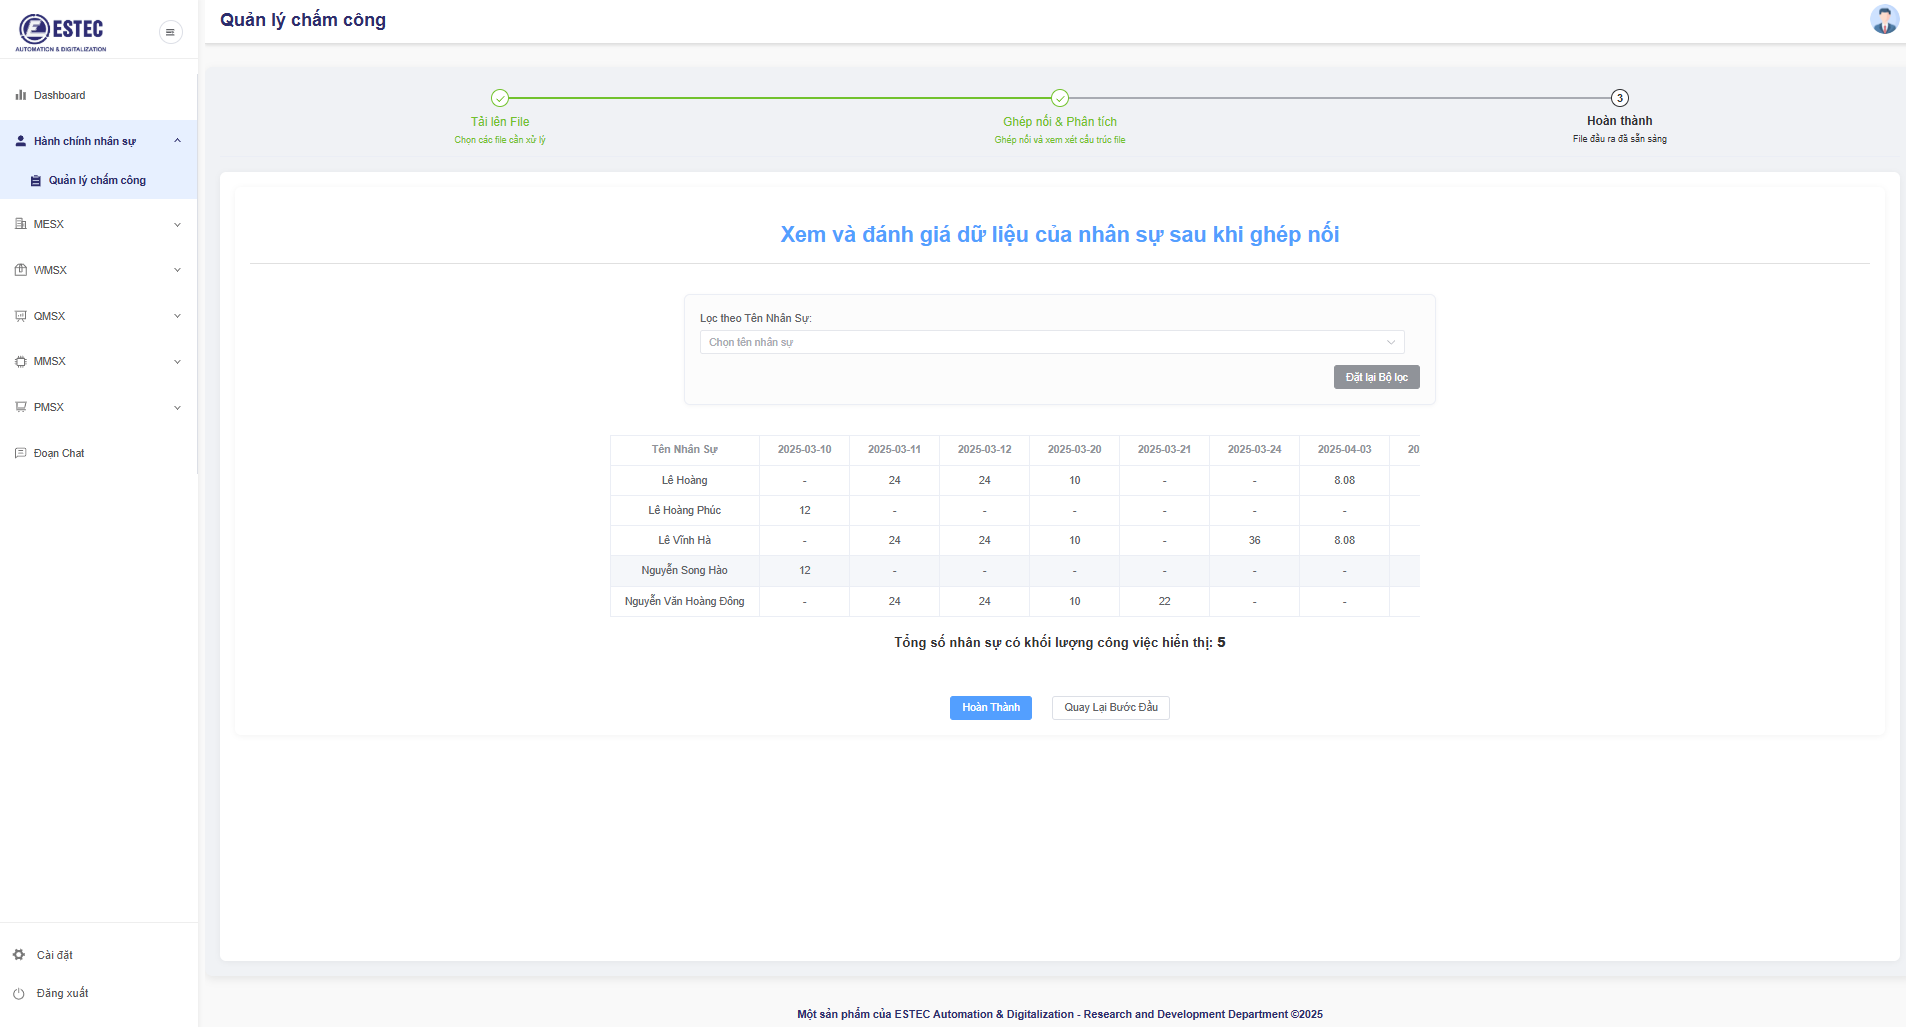 ESTEC
AUTOMATION & DIGITALIZATION
Quản lý chấm công
Dashboard
Hành chính nhân sự
Quản lý chấm công
MESX
WMSX
QMSX
MMSX
PMSX
Đoạn Chat
Cài đặt
Đăng xuất
Tải lên File
Chọn các file cần xử lý
Ghép nối & Phân tích
Ghép nối và xem xét cấu trúc file
3
Hoàn thành
File đầu ra đã sẵn sàng
Xem và đánh giá dữ liệu của nhân sự sau khi ghép nối
Lọc theo Tên Nhân Sự:
Chọn tên nhân sự
Đặt lại Bộ lọc
Tên Nhân Sự 2025-03-10 2025-03-11 2025-03-12 2025-03-20 2025-03-21 2025-03-24 2025-04-03 20
Lê Hoàng - 24 24 10 - - 8.08
Lê Hoàng Phúc 12 - - - - - -
Lê Vĩnh Hà - 24 24 10 - 36 8.08
Nguyễn Song Hào 12 - - - - - -
Nguyễn Văn Hoàng Đông - 24 24 10 22 - -
Tổng số nhân sự có khối lượng công việc hiển thị: 5
Hoàn Thành
Quay Lại Bước Đầu
Một sản phẩm của ESTEC Automation & Digitalization - Research and Development Department ©2025